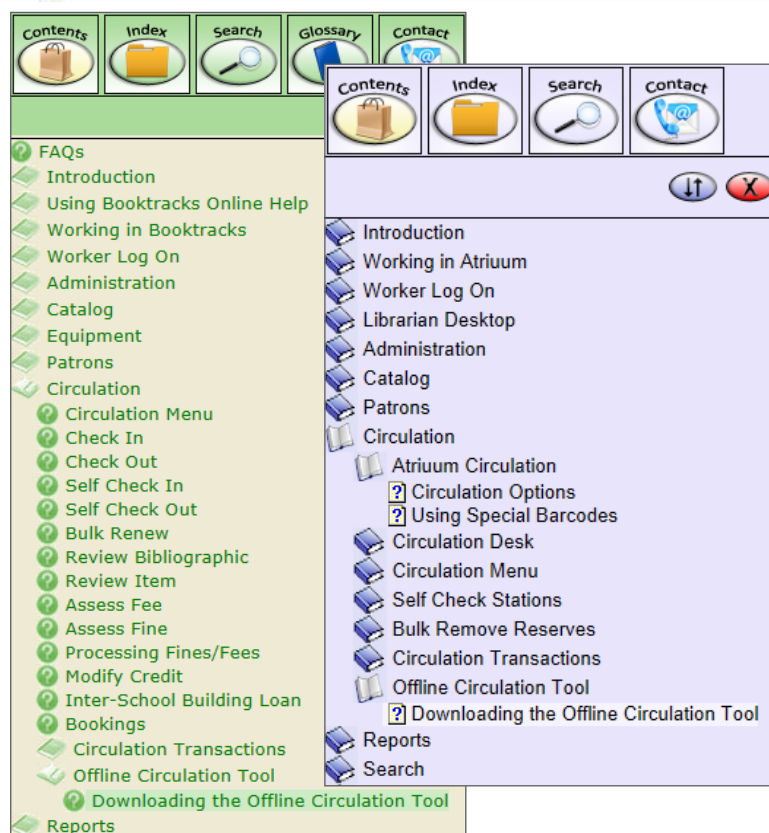 Contents Index Search Glossary Contact
FAQs
Introduction
Using Booktracks Online Help
Working in Booktracks
Worker Log On
Administration
Catalog
Equipment
Patrons
Circulation
Circulation Menu
Check In
Check Out
Self Check In
Self Check Out
Bulk Renew
Review Bibliographic
Review Item
Assess Fee
Assess Fine
Processing Fines/Fees
Modify Credit
Inter-School Building Loan
Bookings
Circulation Transactions
Offline Circulation Tool
Downloading the Offline Circulation Tool
Reports
Contents Index Search Contact
X
Introduction
Working in Atriuum
Worker Log On
Librarian Desktop
Administration
Catalog
Patrons
Circulation
Atriuum Circulation
Circulation Options
Using Special Barcodes
Circulation Desk
Circulation Menu
Self Check Stations
Bulk Remove Reserves
Circulation Transactions
Offline Circulation Tool
Downloading the Offline Circulation Tool
Reports
Search